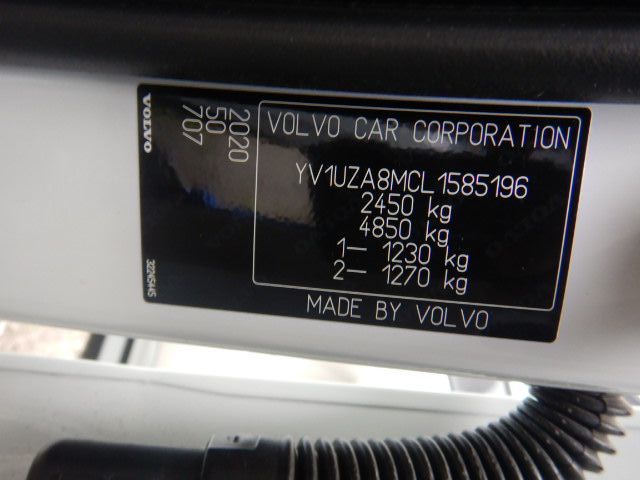 VOLVO CAR CORPORATION
YV1UZA8MCL1585196
2450 kg
4850 kg
1– 1230 kg
2– 1270 kg
MADE BY VOLVO
2020
50
707
VOLVO